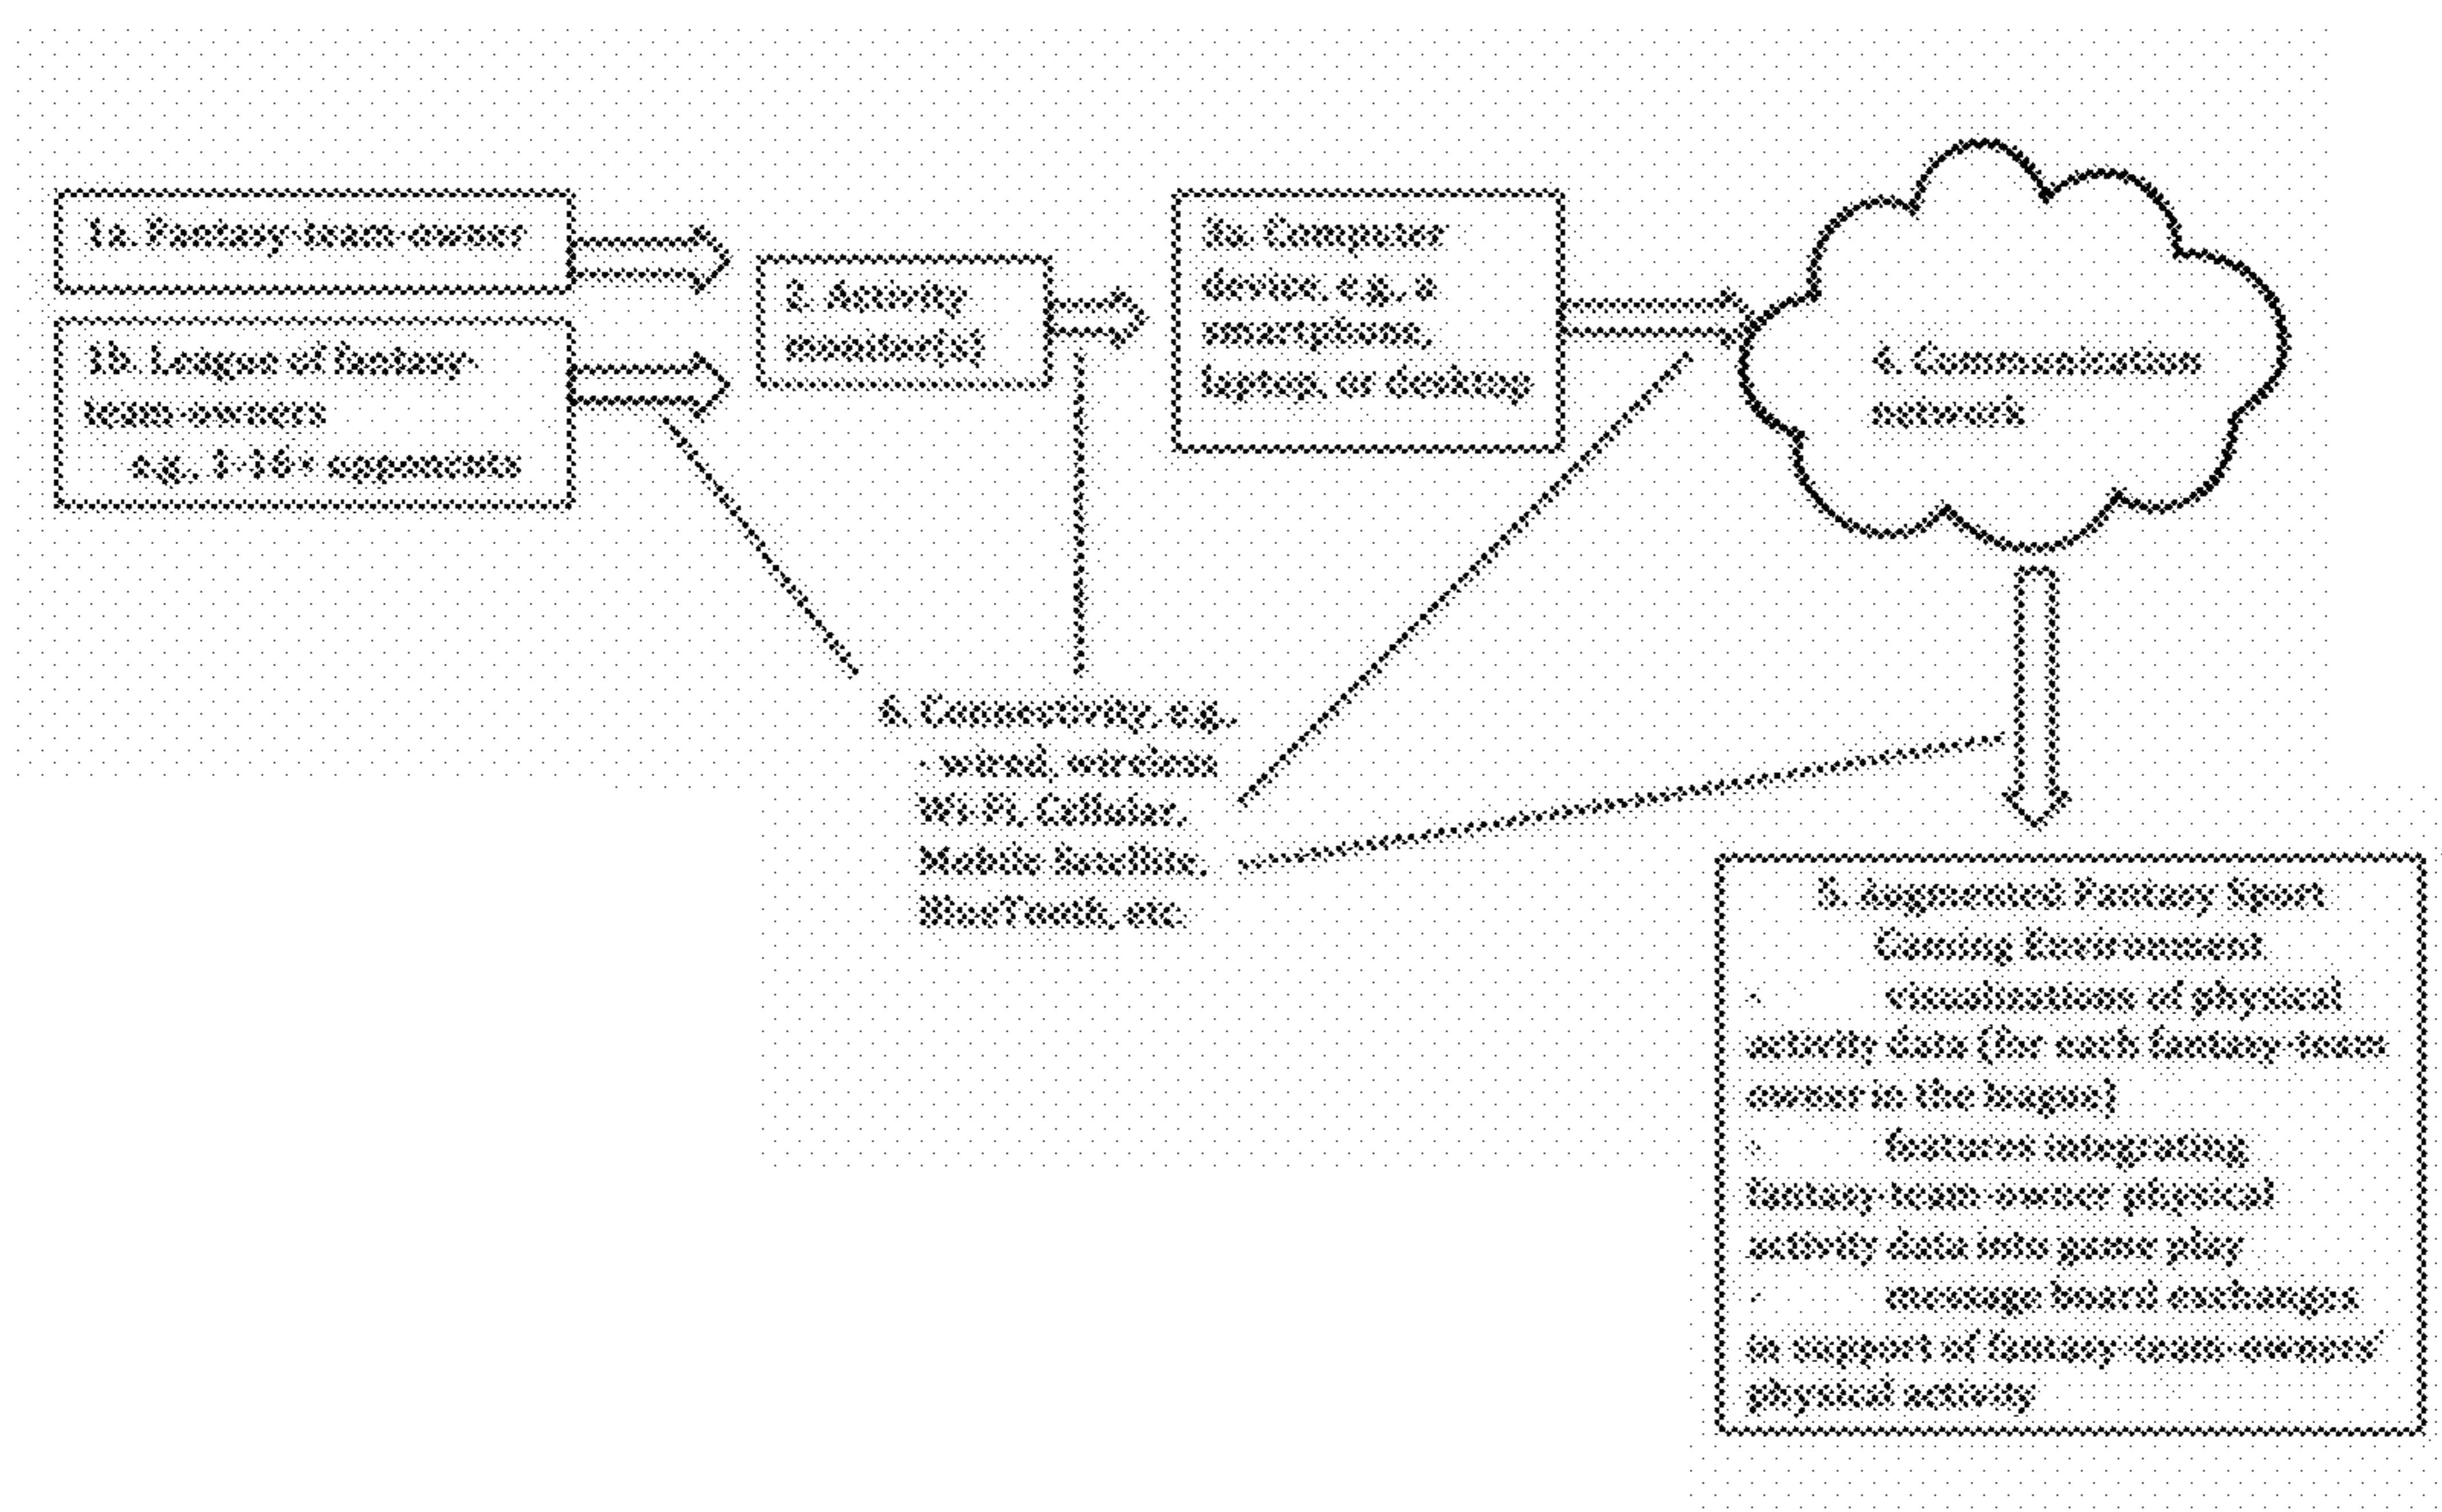 1a. Fantasy-team-owner
1b. League of fantasy-
team-owners
e.g., 1-16+ opponents
2. Activity
monitor(s)
3a. Computer
device, e.g., a
smartphone,
laptop, or desktop
4. Communication
network
6. Connectivity, e.g.,
- wired, wireless
Wi-Fi, Cellular,
Mobile Satellite,
BlueTooth, etc.
5. Augmented Fantasy Sport
Gaming Environment
- visualizations of physical
activity data (for each fantasy-team
owner in the league)
- features integrating
fantasy-team-owner physical
activity data into game play
- message board exchanges
in support of fantasy-team-owners'
physical activity